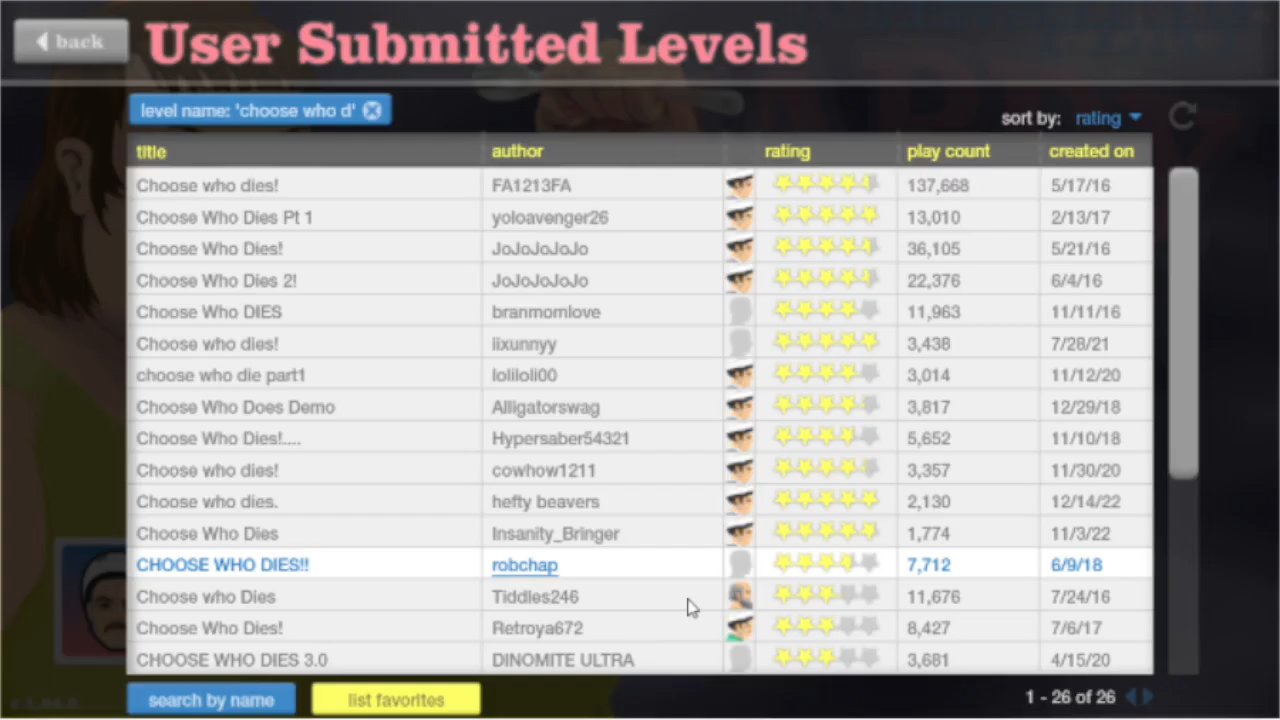 back
User Submitted Levels
level name: 'choose who d'
sort by: rating
title author rating play count created on
Choose who dies! FA1213FA 137,668 5/17/16
Choose Who Dies Pt 1 yoloavenger26 13,010 2/13/17
Choose Who Dies! JoJoJoJoJo 36,105 5/21/16
Choose Who Dies 2! JoJoJoJoJo 22,376 6/4/16
Choose Who DIES branmomlove 11,963 11/11/16
Choose who dies! iixunnyy 3,438 7/28/21
choose who die part1 loliloli00 3,014 11/12/20
Choose Who Does Demo Alligatorswag 3,817 12/29/18
Choose Who Dies!.... Hypersaber54321 5,652 11/10/18
Choose who dies! cowhow1211 3,357 11/30/20
Choose who dies. hefty beavers 2,130 12/14/22
Choose Who Dies Insanity_Bringer 1,774 11/3/22
CHOOSE WHO DIES!! robchap 7,712 6/9/18
Choose who Dies Tiddles246 11,676 7/24/16
Choose Who Dies! Retroya672 8,427 7/6/17
CHOOSE WHO DIES 3.0 DINOMITE ULTRA 3,681 4/15/20
search by name list favorites 1 - 26 of 26